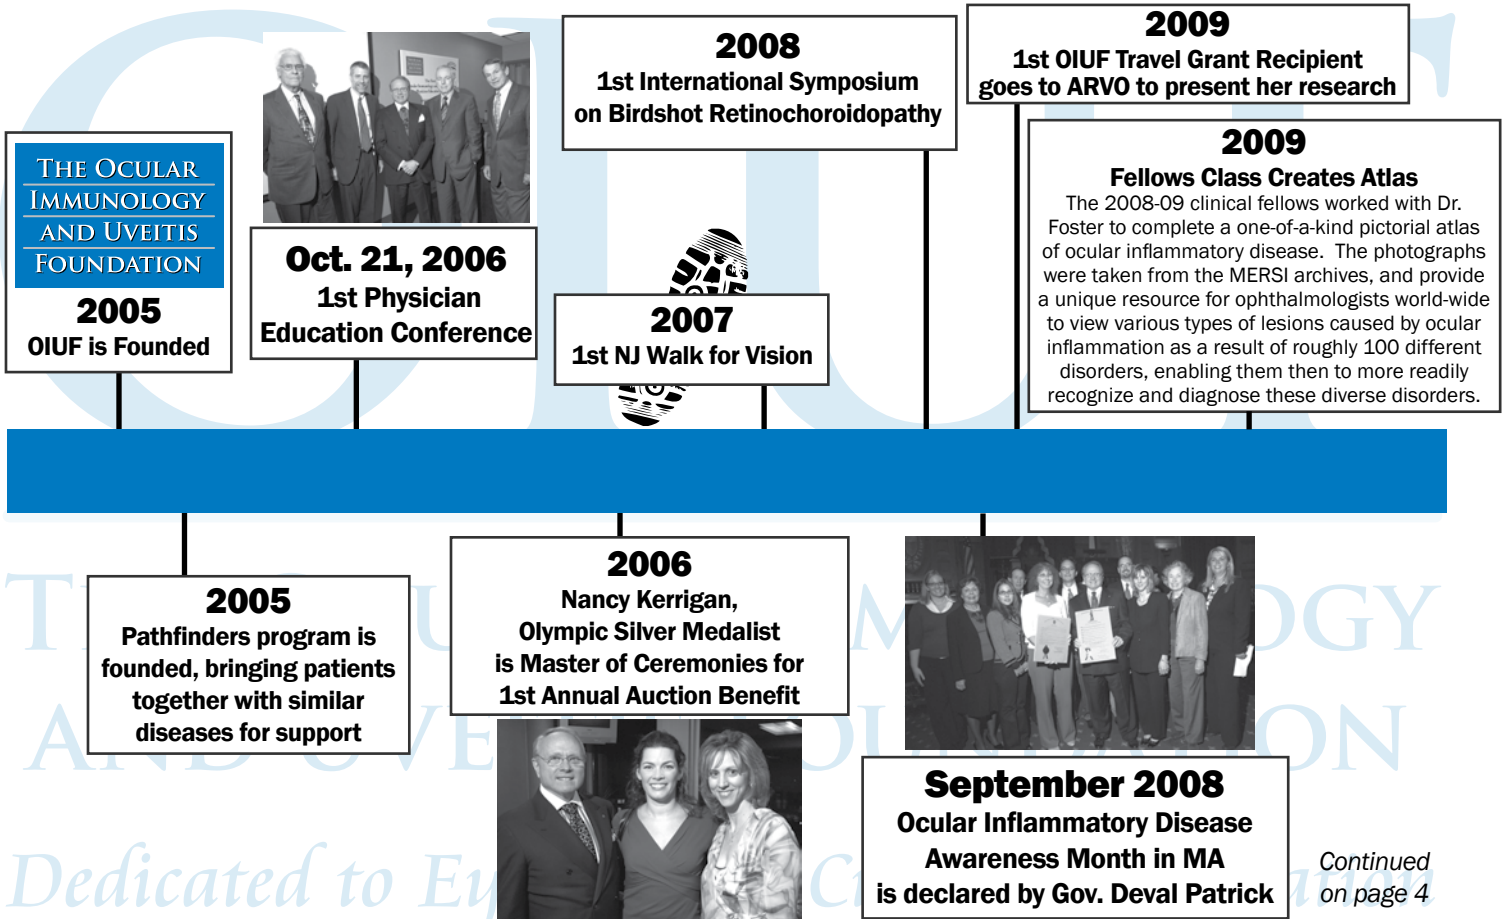 THE OCULAR
IMMUNOLOGY
AND UVEITIS
FOUNDATION
2005
OIUF is Founded
Oct. 21, 2006
1st Physician
Education Conference
2007
1st NJ Walk for Vision
2008
1st International Symposium
on Birdshot Retinochoroidopathy
2009
1st OIUF Travel Grant Recipient
goes to ARVO to present her research
2009
Fellows Class Creates Atlas
The 2008-09 clinical fellows worked with Dr.
Foster to complete a one-of-a-kind pictorial atlas
of ocular inflammatory disease.  The photographs
were taken from the MERSI archives, and provide
a unique resource for ophthalmologists world-wide
to view various types of lesions caused by ocular
inflammation as a result of roughly 100 different
disorders, enabling them then to more readily
recognize and diagnose these diverse disorders.
2005
Pathfinders program is
founded, bringing patients
together with similar
diseases for support
2006
Nancy Kerrigan,
Olympic Silver Medalist
is Master of Ceremonies for
1st Annual Auction Benefit
September 2008
Ocular Inflammatory Disease
Awareness Month in MA
is declared by Gov. Deval Patrick
Continued
on page 4
Dedicated to